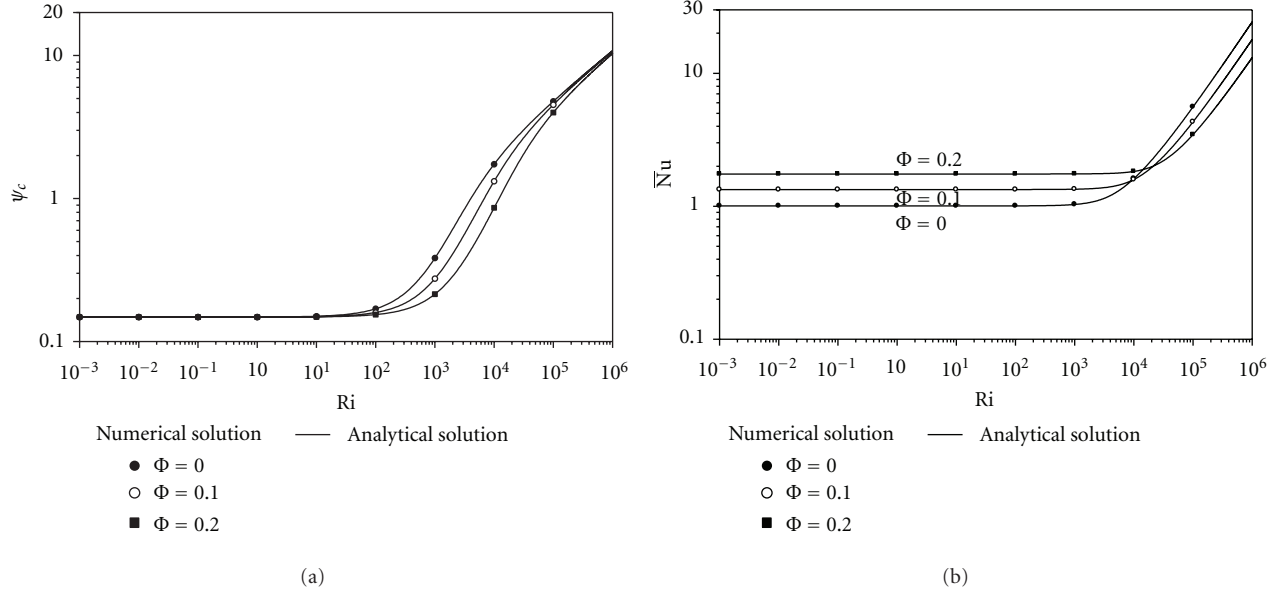 20
10
1
0.1
ψc
10−3 10−2 10−1 10 101 102 103 104 105 106
Ri
Numerical solution — Analytical solution
● Φ = 0
○ Φ = 0.1
■ Φ = 0.2
(a)
30
10
1
0.1
N̅u
Φ = 0.2
Φ = 0.1
Φ = 0
10−3 10−2 10−1 10 101 102 103 104 105 106
Ri
Numerical solution — Analytical solution
● Φ = 0
○ Φ = 0.1
■ Φ = 0.2
(b)